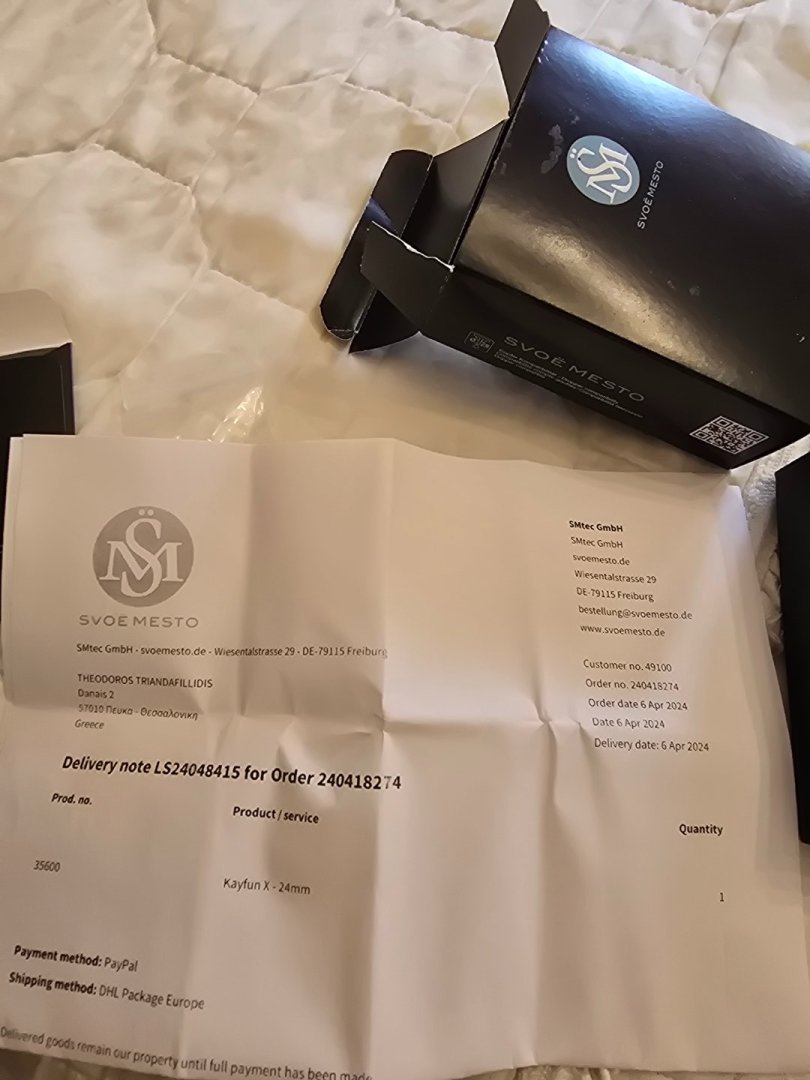 SM
SVOË MESTO
SVOË MESTO
S̈M
SVOË MESTO
SMtec GmbH - svoemesto.de - Wiesentalstrasse 29 - DE-79115 Freiburg
SMtec GmbH
SMtec GmbH
svoemesto.de
Wiesentalstrasse 29
DE-79115 Freiburg
bestellung@svoemesto.de
www.svoemesto.de
Customer no. 49100
Order no. 240418274
Order date 6 Apr 2024
Date 6 Apr 2024
Delivery date: 6 Apr 2024
THEODOROS TRIANDAFILLIDIS
Danais 2
57010 Πευκα - Θεσσαλονικη
Greece
Delivery note LS24048415 for Order 240418274
Prod. no. Product / service Quantity
35600 Kayfun X - 24mm 1
Payment method: PayPal
Shipping method: DHL Package Europe
Delivered goods remain our property until full payment has been made